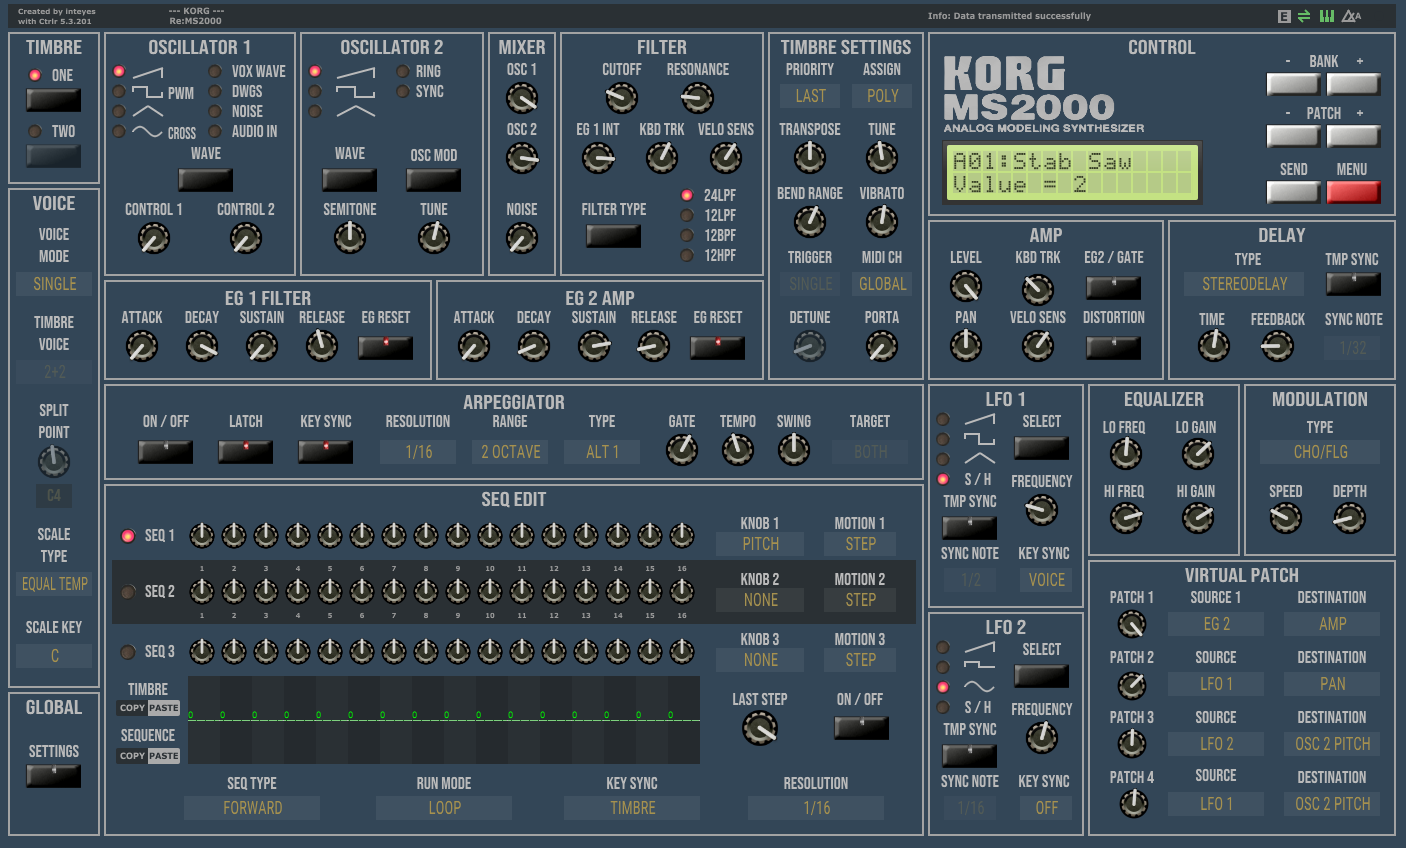 Created by inteyes
with Ctrlr 5.3.201
--- KORG ---
Re:MS2000
Info: Data transmitted successfully
E
TIMBRE
ONE
TWO
VOICE
VOICE
MODE
SINGLE
TIMBRE
VOICE
2+2
SPLIT
POINT
C4
SCALE
TYPE
EQUAL TEMP
SCALE KEY
C
GLOBAL
SETTINGS
OSCILLATOR 1
VOX WAVE
PWM
DWGS
NOISE
CROSS
AUDIO IN
WAVE
CONTROL 1
CONTROL 2
OSCILLATOR 2
RING
SYNC
WAVE
OSC MOD
SEMITONE
TUNE
MIXER
OSC 1
OSC 2
NOISE
FILTER
CUTOFF
RESONANCE
EG 1 INT
KBD TRK
VELO SENS
FILTER TYPE
24LPF
12LPF
12BPF
12HPF
TIMBRE SETTINGS
PRIORITY
ASSIGN
LAST
POLY
TRANSPOSE
TUNE
BEND RANGE
VIBRATO
TRIGGER
MIDI CH
SINGLE
GLOBAL
DETUNE
PORTA
CONTROL
KORG
MS2000
ANALOG MODELING SYNTHESIZER
A01:Stab Saw
Value = 2
- BANK +
- PATCH +
SEND
MENU
EG 1 FILTER
ATTACK
DECAY
SUSTAIN
RELEASE
EG RESET
EG 2 AMP
ATTACK
DECAY
SUSTAIN
RELEASE
EG RESET
AMP
LEVEL
KBD TRK
EG2 / GATE
PAN
VELO SENS
DISTORTION
DELAY
TYPE
TMP SYNC
STEREODELAY
TIME
FEEDBACK
SYNC NOTE
1/32
ARPEGGIATOR
ON / OFF
LATCH
KEY SYNC
RESOLUTION
RANGE
TYPE
GATE
TEMPO
SWING
TARGET
1/16
2 OCTAVE
ALT 1
BOTH
SEQ EDIT
SEQ 1
KNOB 1
MOTION 1
PITCH
STEP
1 2 3 4 5 6 7 8 9 10 11 12 13 14 15 16
SEQ 2
KNOB 2
MOTION 2
NONE
STEP
1 2 3 4 5 6 7 8 9 10 11 12 13 14 15 16
SEQ 3
KNOB 3
MOTION 3
NONE
STEP
TIMBRE
COPY PASTE
0 0 0 0 0 0 0 0 0 0 0 0 0 0 0 0
SEQUENCE
COPY PASTE
LAST STEP
ON / OFF
SEQ TYPE
RUN MODE
KEY SYNC
RESOLUTION
FORWARD
LOOP
TIMBRE
1/16
LFO 1
SELECT
S / H
FREQUENCY
TMP SYNC
SYNC NOTE
KEY SYNC
1/2
VOICE
LFO 2
SELECT
S / H
FREQUENCY
TMP SYNC
SYNC NOTE
KEY SYNC
1/16
OFF
EQUALIZER
LO FREQ
LO GAIN
HI FREQ
HI GAIN
MODULATION
TYPE
CHO/FLG
SPEED
DEPTH
VIRTUAL PATCH
PATCH 1
SOURCE 1
DESTINATION
EG 2
AMP
PATCH 2
SOURCE
DESTINATION
LFO 1
PAN
PATCH 3
SOURCE
DESTINATION
LFO 2
OSC 2 PITCH
PATCH 4
SOURCE
DESTINATION
LFO 1
OSC 2 PITCH